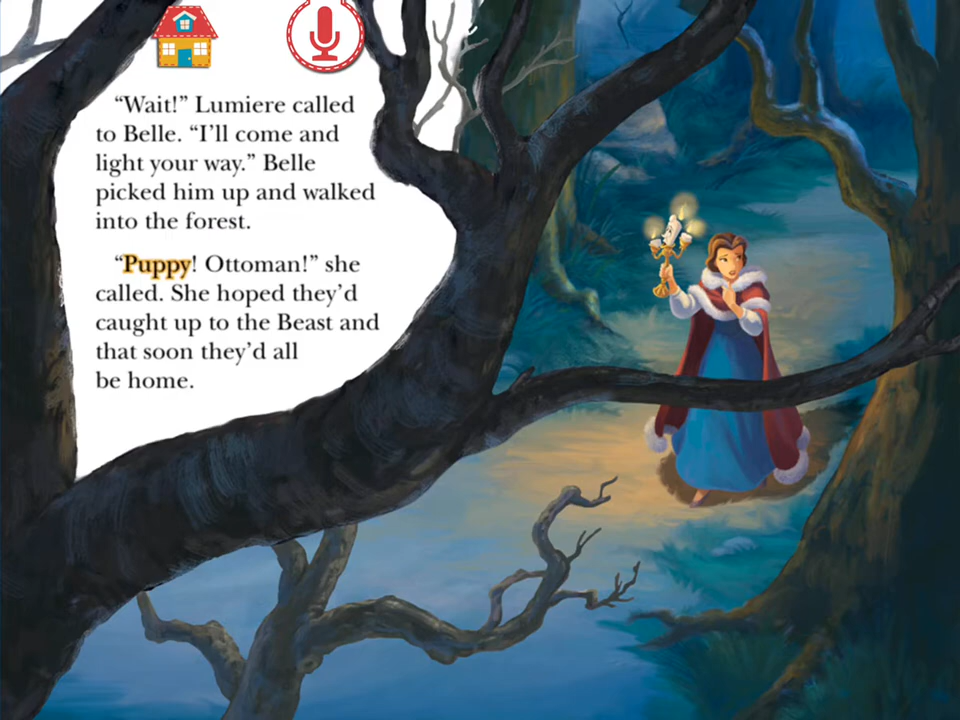 “Wait!” Lumiere called
to Belle. “I’ll come and
light your way.” Belle
picked him up and walked
into the forest.
“Puppy! Ottoman!” she
called. She hoped they’d
caught up to the Beast and
that soon they’d all
be home.